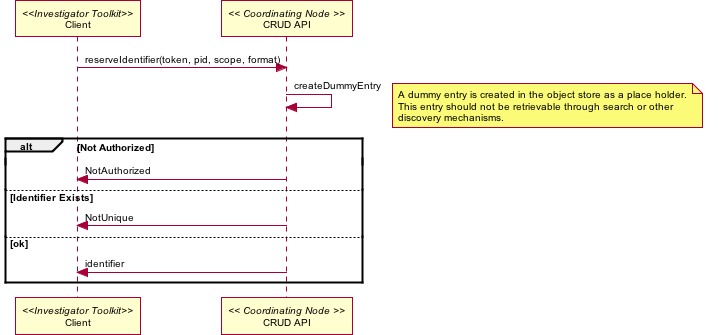 <<Investigator Toolkit>>
Client
<< Coordinating Node >>
CRUD API
reserveIdentifier(token, pid, scope, format)
createDummyEntry
A dummy entry is created in the object store as a place holder.
This entry should not be retrievable through search or other
discovery mechanisms.
alt
[Not Authorized]
NotAuthorized
[Identifier Exists]
NotUnique
[ok]
identifier
<<Investigator Toolkit>>
Client
<< Coordinating Node >>
CRUD API